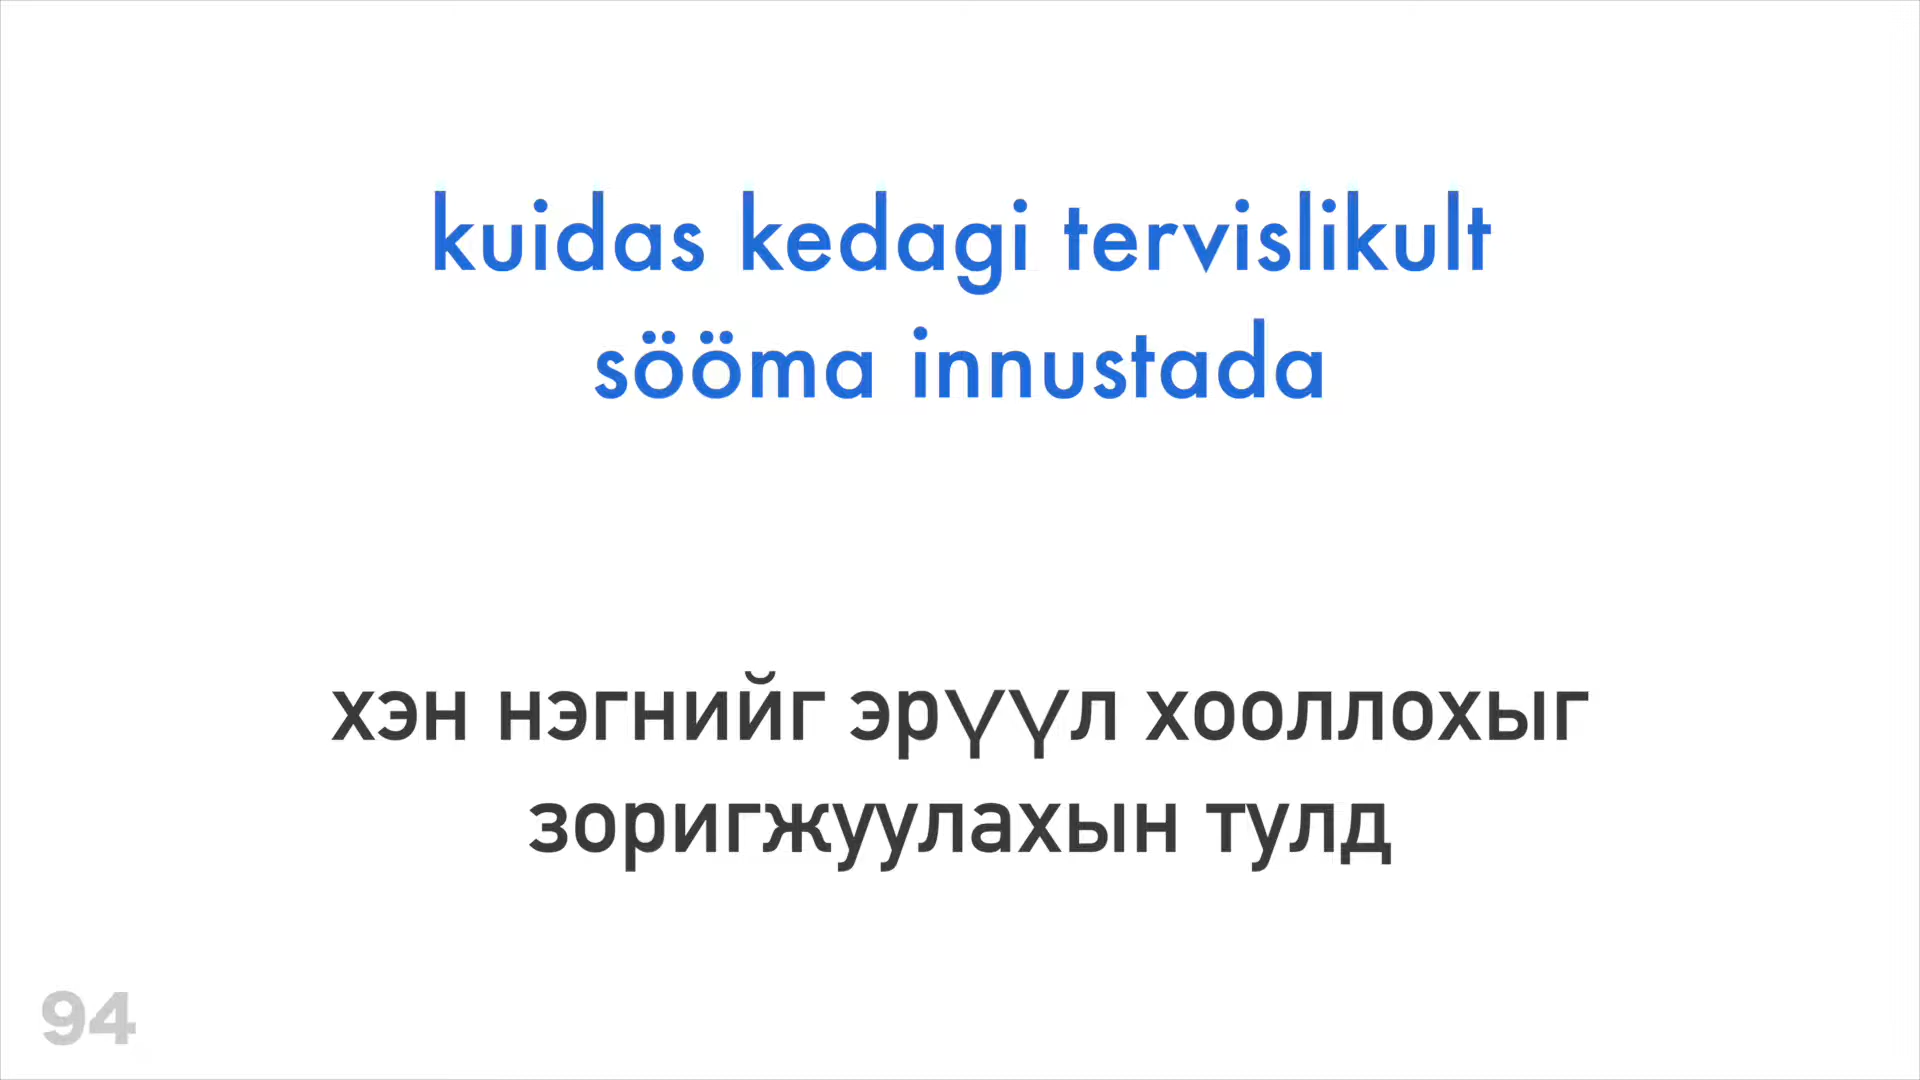 kuidas kedagi tervislikult
sööma innustada
хэн нэгнийг эрүүл хооллохыг
зоригжуулахын тулд
94